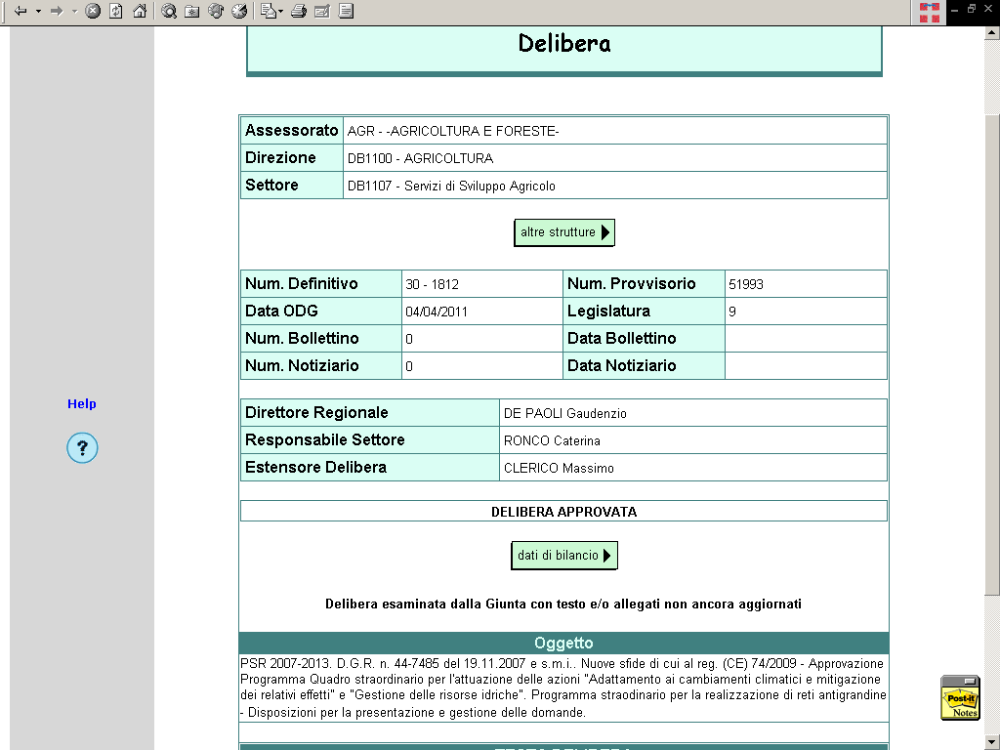 Delibera
Assessorato AGR - -AGRICOLTURA E FORESTE-
Direzione DB1100 - AGRICOLTURA
Settore DB1107 - Servizi di Sviluppo Agricolo
altre strutture
Num. Definitivo 30 - 1812 Num. Provvisorio 51993
Data ODG 04/04/2011 Legislatura 9
Num. Bollettino 0 Data Bollettino
Num. Notiziario 0 Data Notiziario
Help
?
Direttore Regionale DE PAOLI Gaudenzio
Responsabile Settore RONCO Caterina
Estensore Delibera CLERICO Massimo
DELIBERA APPROVATA
dati di bilancio
Delibera esaminata dalla Giunta con testo e/o allegati non ancora aggiornati
Oggetto
PSR 2007-2013. D.G.R. n. 44-7485 del 19.11.2007 e s.m.i.. Nuove sfide di cui al reg. (CE) 74/2009 - Approvazione
Programma Quadro straordinario per l'attuazione delle azioni "Adattamento ai cambiamenti climatici e mitigazione
dei relativi effetti" e "Gestione delle risorse idriche". Programma straodinario per la realizzazione di reti antigrandine
- Disposizioni per la presentazione e gestione delle domande.
Post-it
Notes